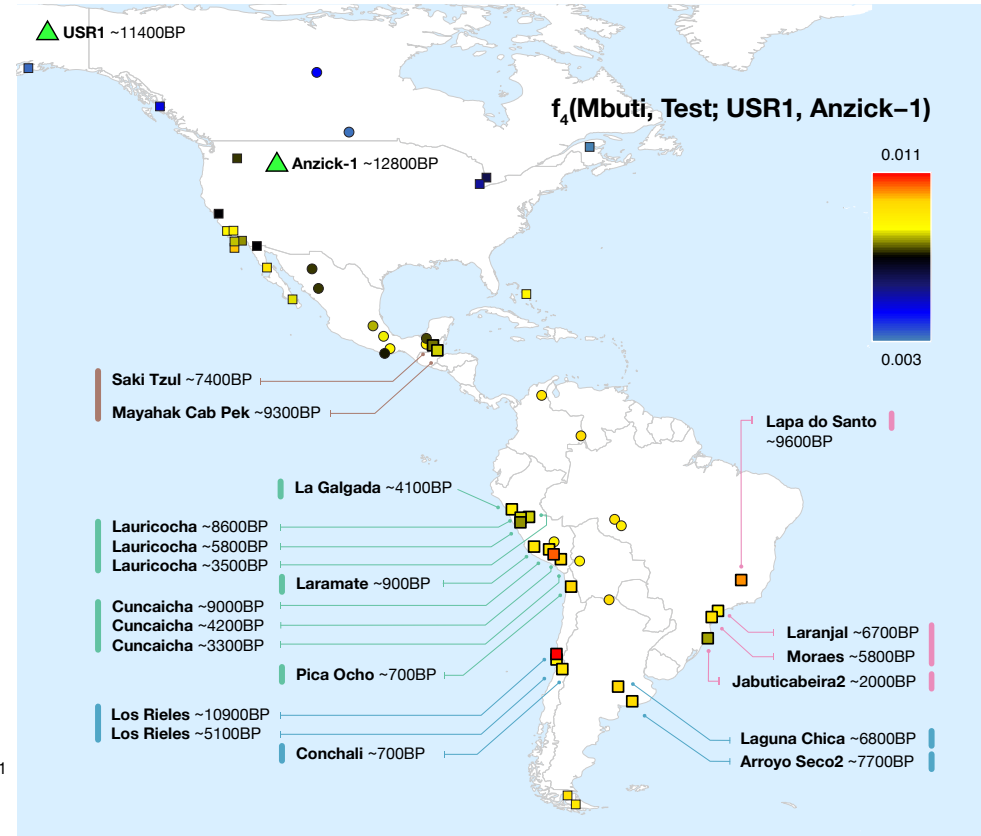 USR1 ~11400BP
f4(Mbuti, Test; USR1, Anzick−1)
0.011
Anzick-1 ~12800BP
0.003
Saki Tzul ~7400BP
Mayahak Cab Pek ~9300BP
Lapa do Santo
~9600BP
La Galgada ~4100BP
Lauricocha ~8600BP
Lauricocha ~5800BP
Lauricocha ~3500BP
Laramate ~900BP
Cuncaicha ~9000BP
Cuncaicha ~4200BP
Cuncaicha ~3300BP
Laranjal ~6700BP
Moraes ~5800BP
Pica Ocho ~700BP
Jabuticabeira2 ~2000BP
Los Rieles ~10900BP
Los Rieles ~5100BP
Conchali ~700BP
Laguna Chica ~6800BP
Arroyo Seco2 ~7700BP
1